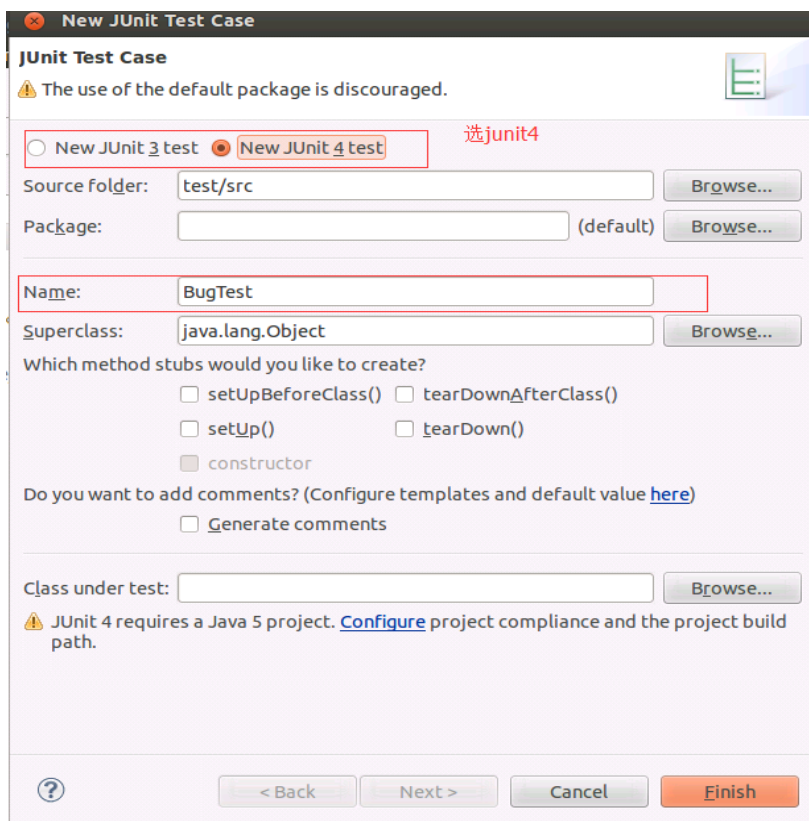 New JUnit Test Case
JUnit Test Case
The use of the default package is discouraged.
选junit4
New JUnit 3 test New JUnit 4 test
Source folder: test/src Browse...
Package: (default) Browse...
Name: BugTest
Superclass: java.lang.Object Browse...
Which method stubs would you like to create?
setUpBeforeClass() tearDownAfterClass()
setUp() tearDown()
constructor
Do you want to add comments? (Configure templates and default value here)
Generate comments
Class under test: Browse...
JUnit 4 requires a Java 5 project. Configure project compliance and the project build
path.
? < Back Next > Cancel Finish